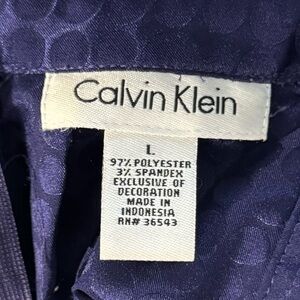 Calvin Klein
L
97% POLYESTER
3% SPANDEX
EXCLUSIVE OF
DECORATION
MADE IN
INDONESIA
RN# 36543